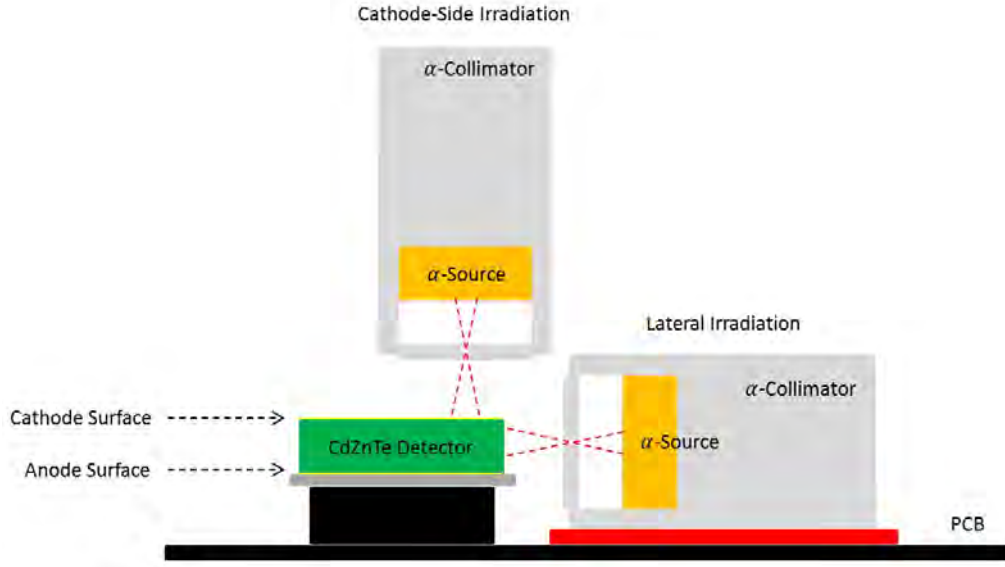 Cathode-Side Irradiation
α-Collimator
α-Source
Lateral Irradiation
α-Collimator
Cathode Surface
CdZnTe Detector
α-Source
Anode Surface
PCB